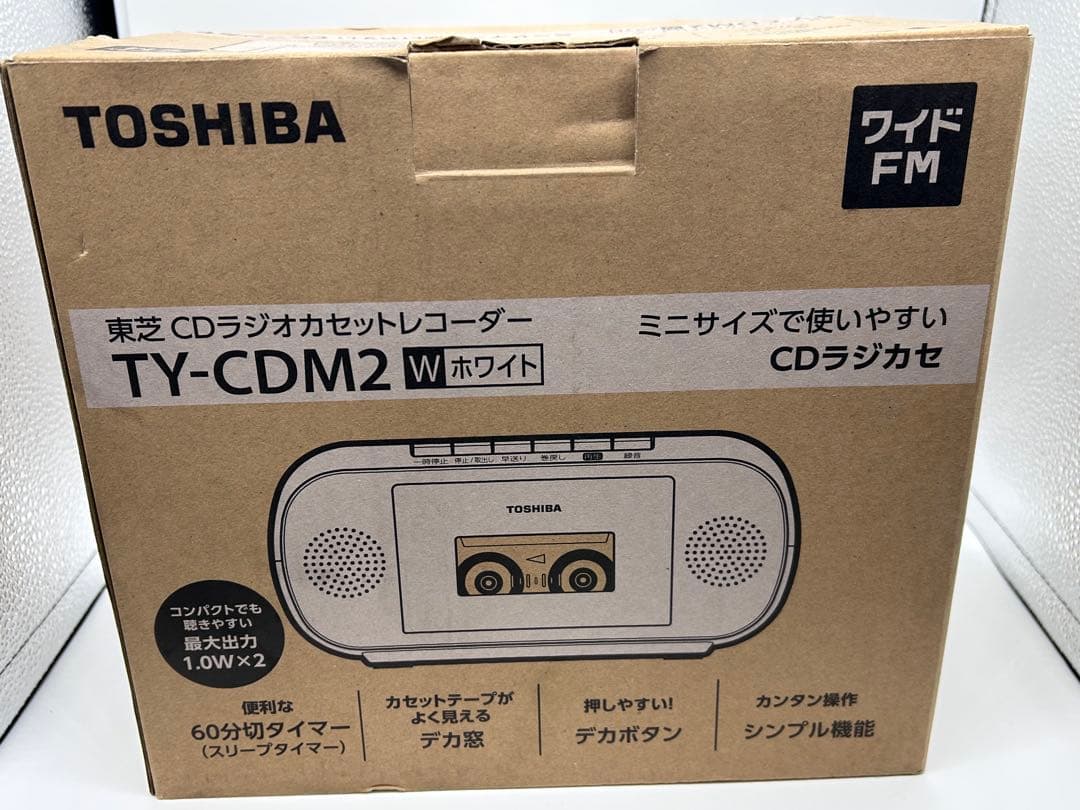 TOSHIBA
ワイド
FM
東芝 CDラジオカセットレコーダー
TY-CDM2 W ホワイト
ミニサイズで使いやすい
CDラジカセ
一時停止 停止/取出し 早送り 巻戻し 再生 録音
TOSHIBA
コンパクトでも
聴きやすい
最大出力
1.0W×2
便利な
60分切タイマー
(スリープタイマー)
カセットテープが
よく見える
デカ窓
押しやすい!
デカボタン
カンタン操作
シンプル機能